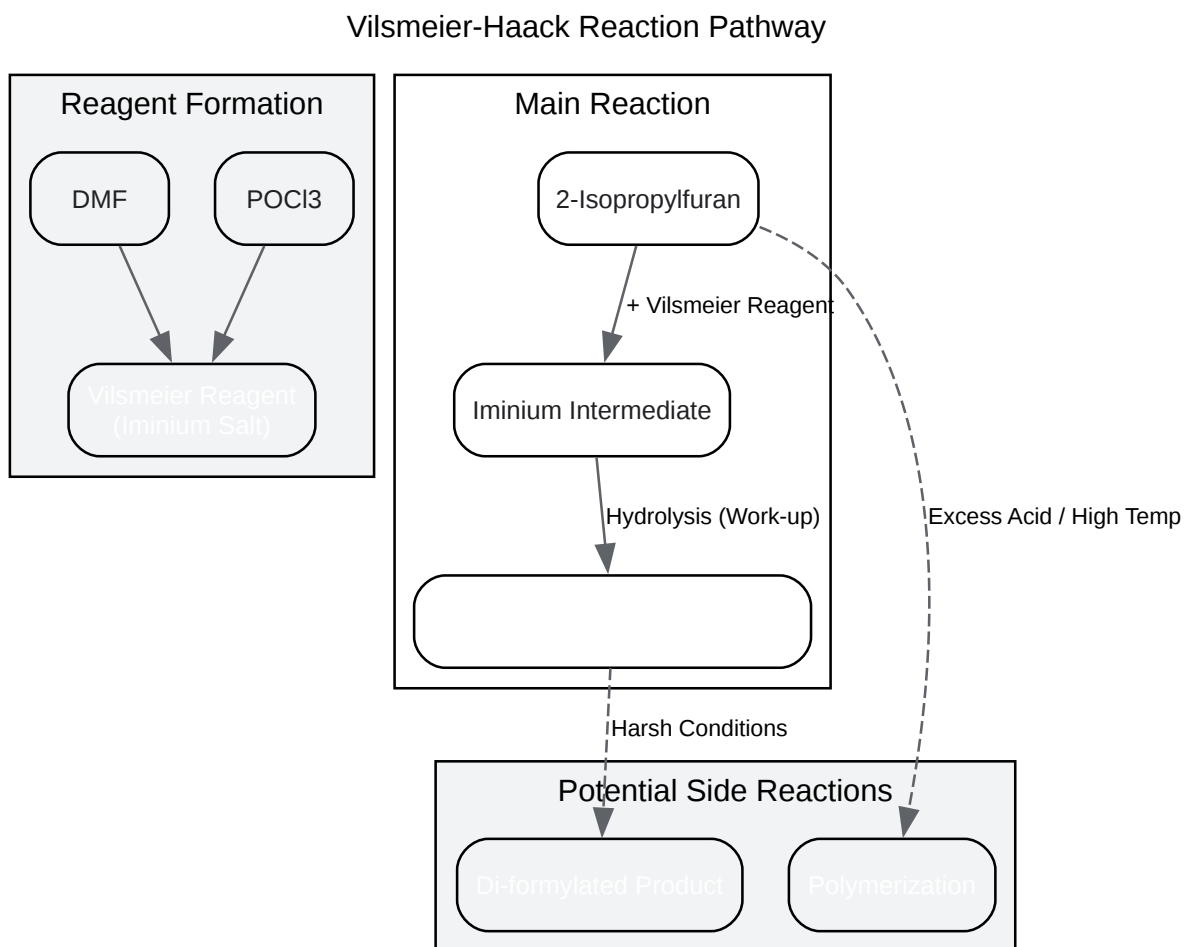 Vilsmeier-Haack Reaction Pathway
Reagent Formation
DMF
POCl3
Vilsmeier Reagent
(Iminium Salt)
Main Reaction
2-Isopropylfuran
+ Vilsmeier Reagent
Iminium Intermediate
Hydrolysis (Work-up)
Excess Acid / High Temp
Harsh Conditions
Potential Side Reactions
Di-formylated Product
Polymerization